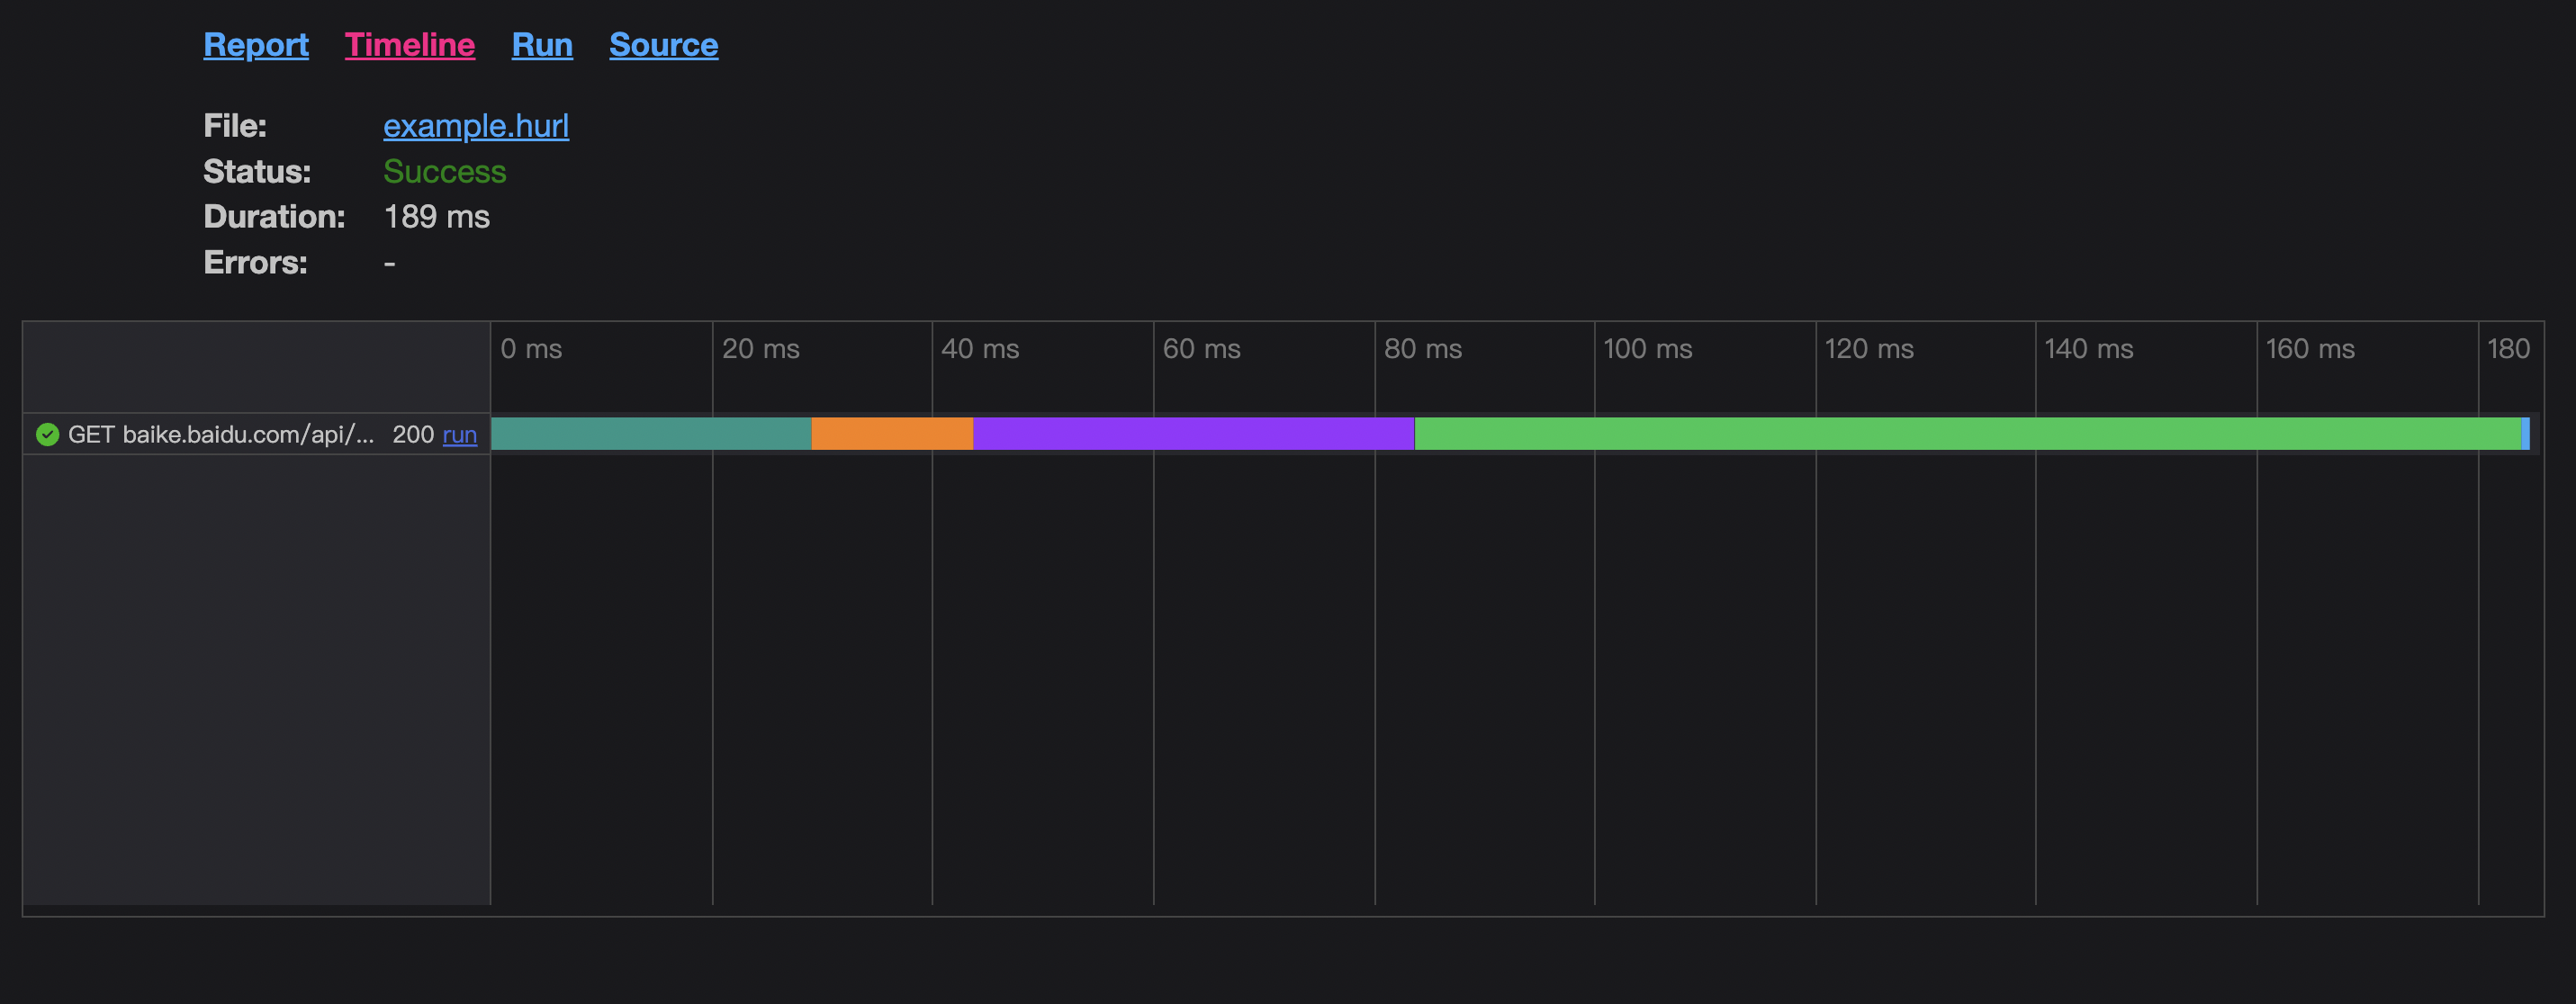 Report Timeline Run Source
File: example.hurl
Status: Success
Duration: 189 ms
Errors: -
0 ms 20 ms 40 ms 60 ms 80 ms 100 ms 120 ms 140 ms 160 ms 180
GET baike.baidu.com/api/... 200 run